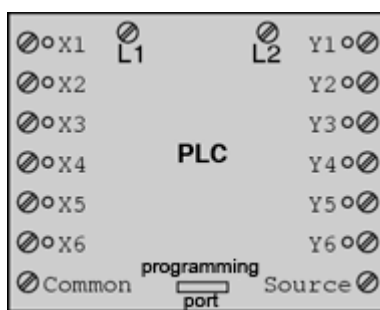 X1 L1 L2 Y1
X2 Y2
X3 Y3
X4 PLC Y4
X5 Y5
X6 Y6
programming
Common Source
port